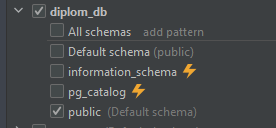 diplom_db
All schemas add pattern
Default schema (public)
information_schema
pg_catalog
public (Default schema)